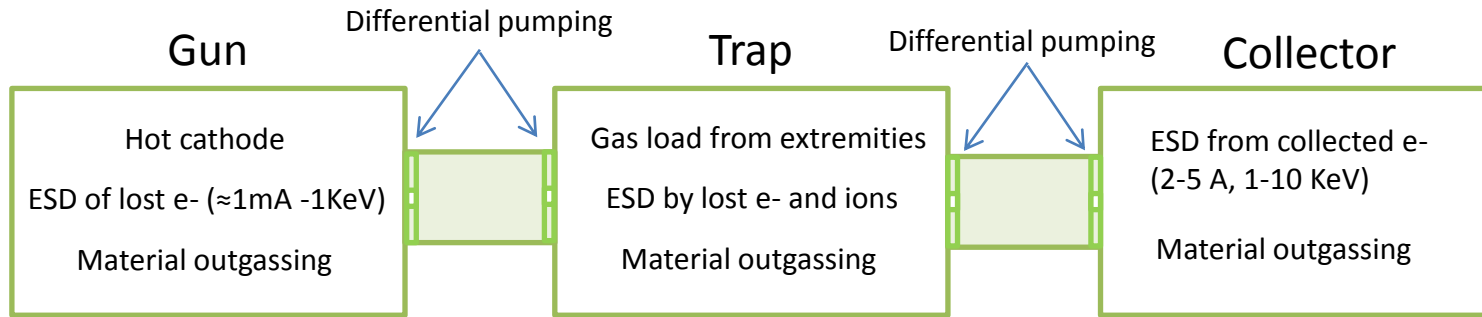 Differential pumping
Gun
Trap
Differential pumping
Collector
Hot cathode
ESD of lost e- (≈1mA -1KeV)
Material outgassing
Gas load from extremities
ESD by lost e- and ions
Material outgassing
ESD from collected e-
(2-5 A, 1-10 KeV)
Material outgassing